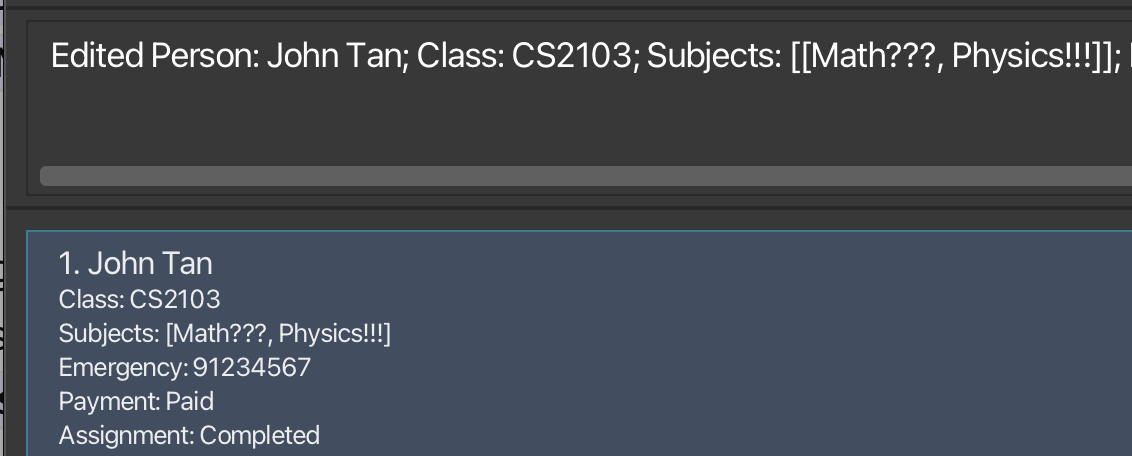 Edited Person: John Tan; Class: CS2103; Subjects: [[Math???, Physics!!!]];
1. John Tan
Class: CS2103
Subjects: [Math???, Physics!!!]
Emergency: 91234567
Payment: Paid
Assignment: Completed